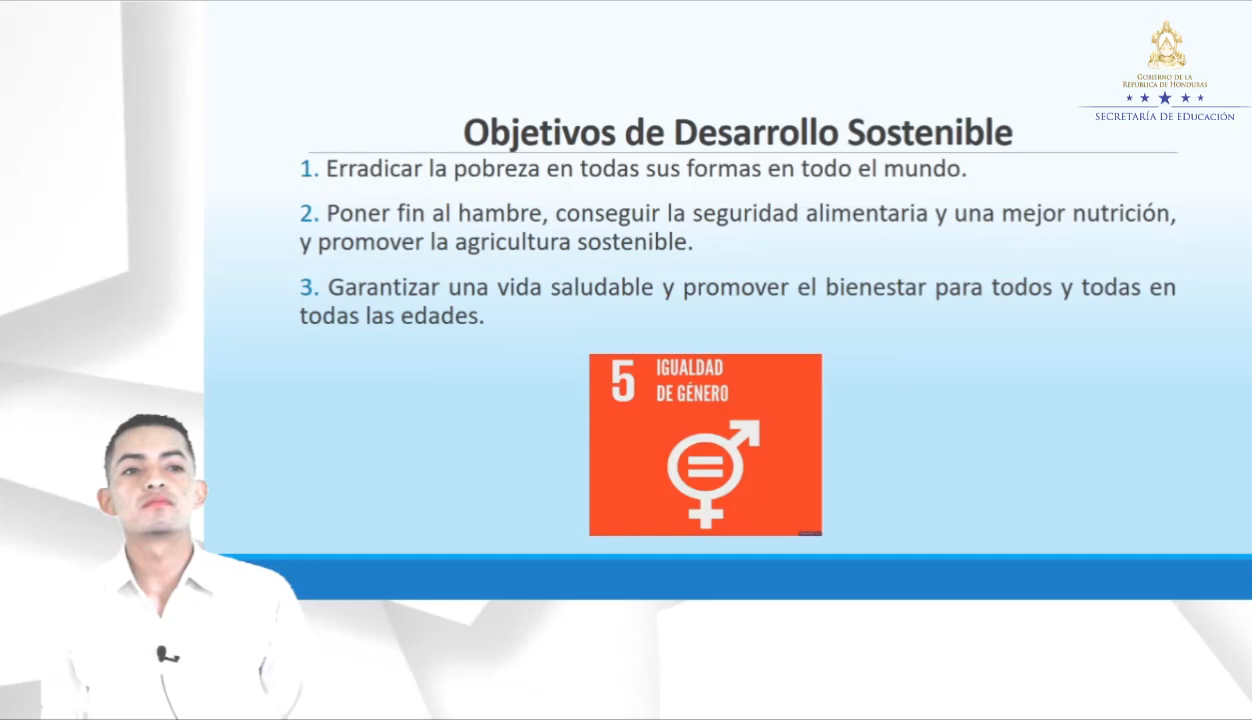 GOBIERNO DE LA
REPÚBLICA DE HONDURAS
SECRETARÍA DE EDUCACIÓN
Objetivos de Desarrollo Sostenible
1. Erradicar la pobreza en todas sus formas en todo el mundo.
2. Poner fin al hambre, conseguir la seguridad alimentaria y una mejor nutrición,
y promover la agricultura sostenible.
3. Garantizar una vida saludable y promover el bienestar para todos y todas en
todas las edades.
5 IGUALDAD
DE GÉNERO